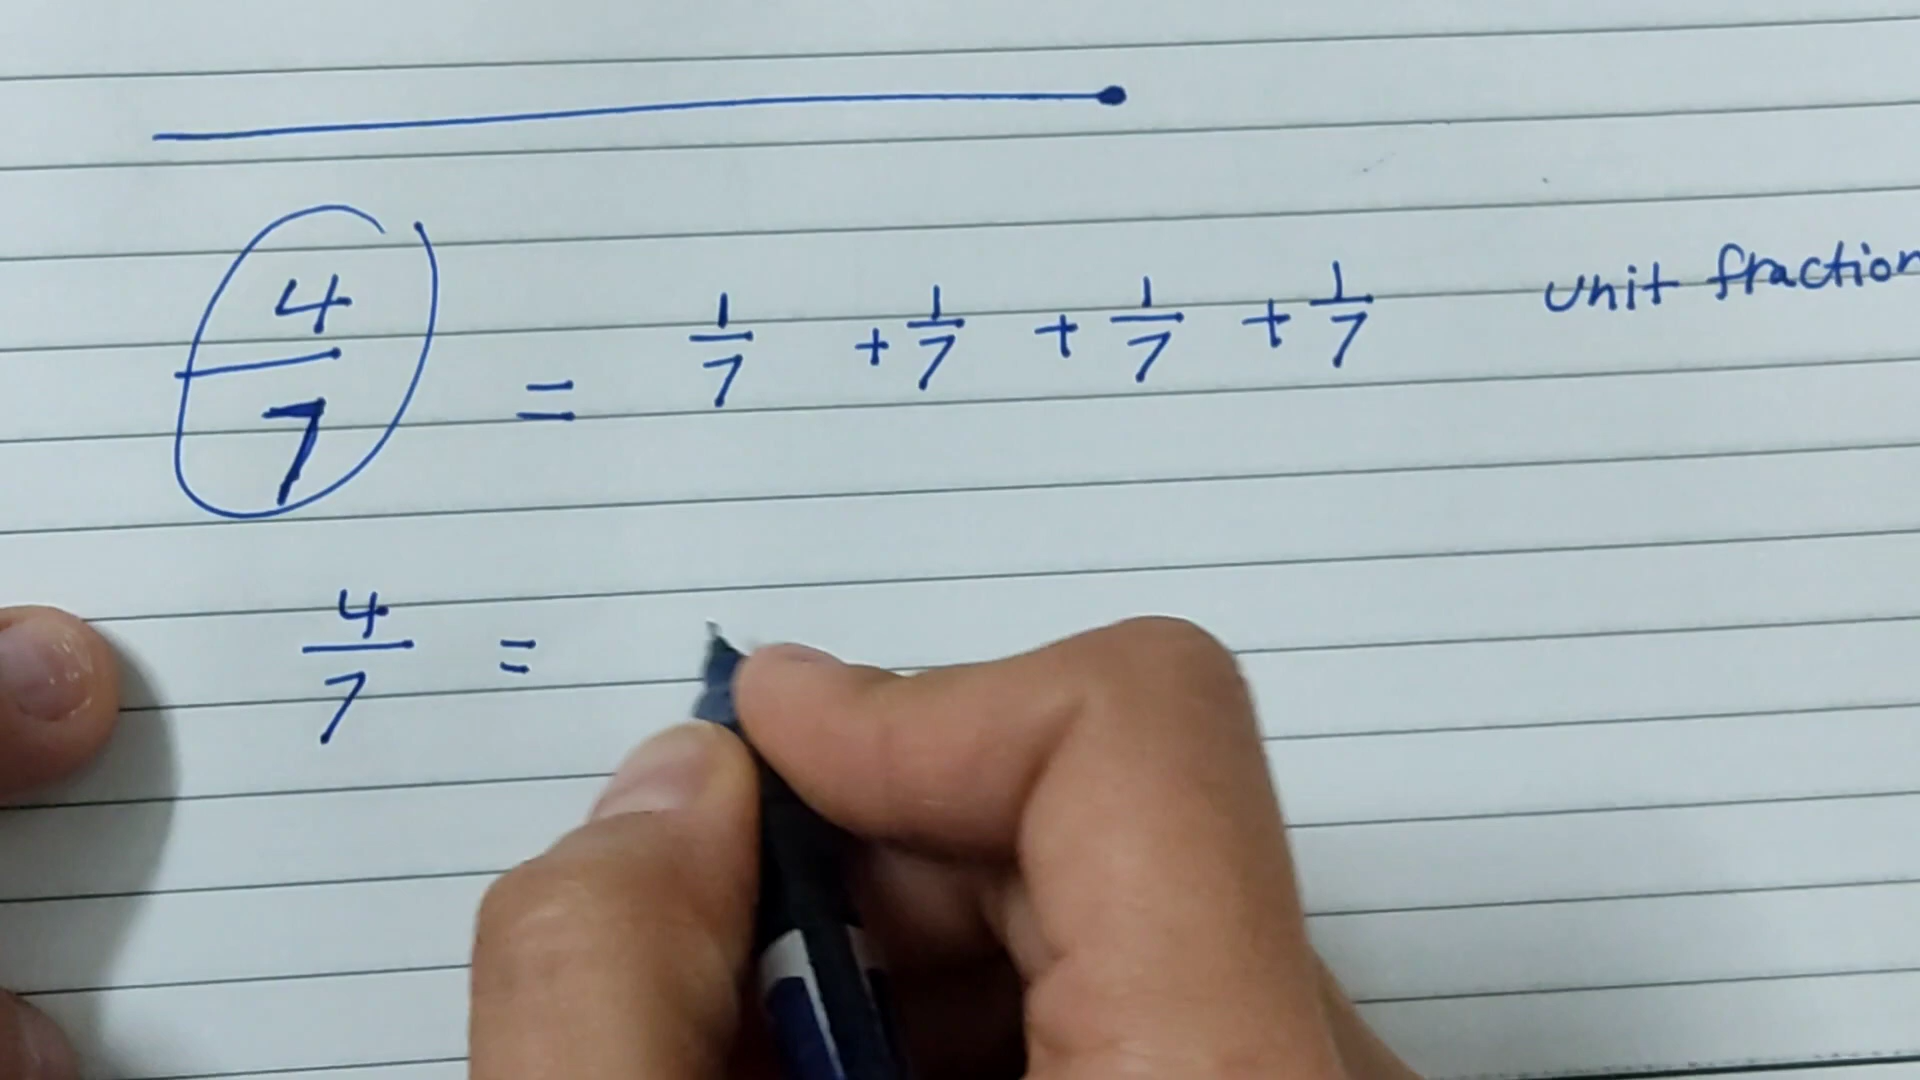 4/7 = 1/7 + 1/7 + 1/7 + 1/7 unit fraction
4/7 =